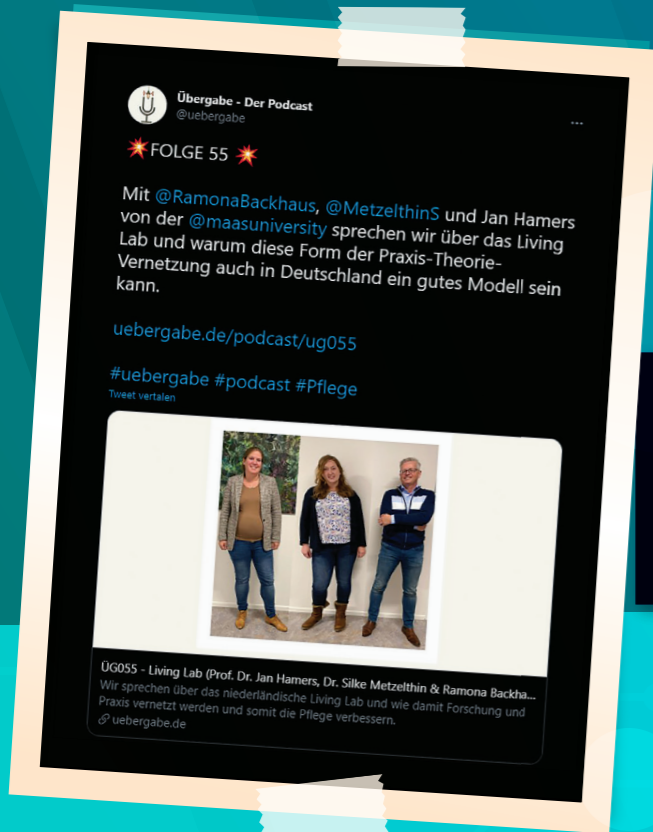 Übergabe - Der Podcast
@uebergabe
💥FOLGE 55 💥
Mit @RamonaBackhaus, @MetzelthinS und Jan Hamers
von der @maasuniversity sprechen wir über das Living
Lab und warum diese Form der Praxis-Theorie-
Vernetzung auch in Deutschland ein gutes Modell sein
kann.
uebergabe.de/podcast/ug055
#uebergabe #podcast #Pflege
Tweet vertalen
ÜG055 - Living Lab (Prof. Dr. Jan Hamers, Dr. Silke Metzelthin & Ramona Backha...
Wir sprechen über das niederländische Living Lab und wie damit Forschung und
Praxis vernetzt werden und somit die Pflege verbessern.
uebergabe.de